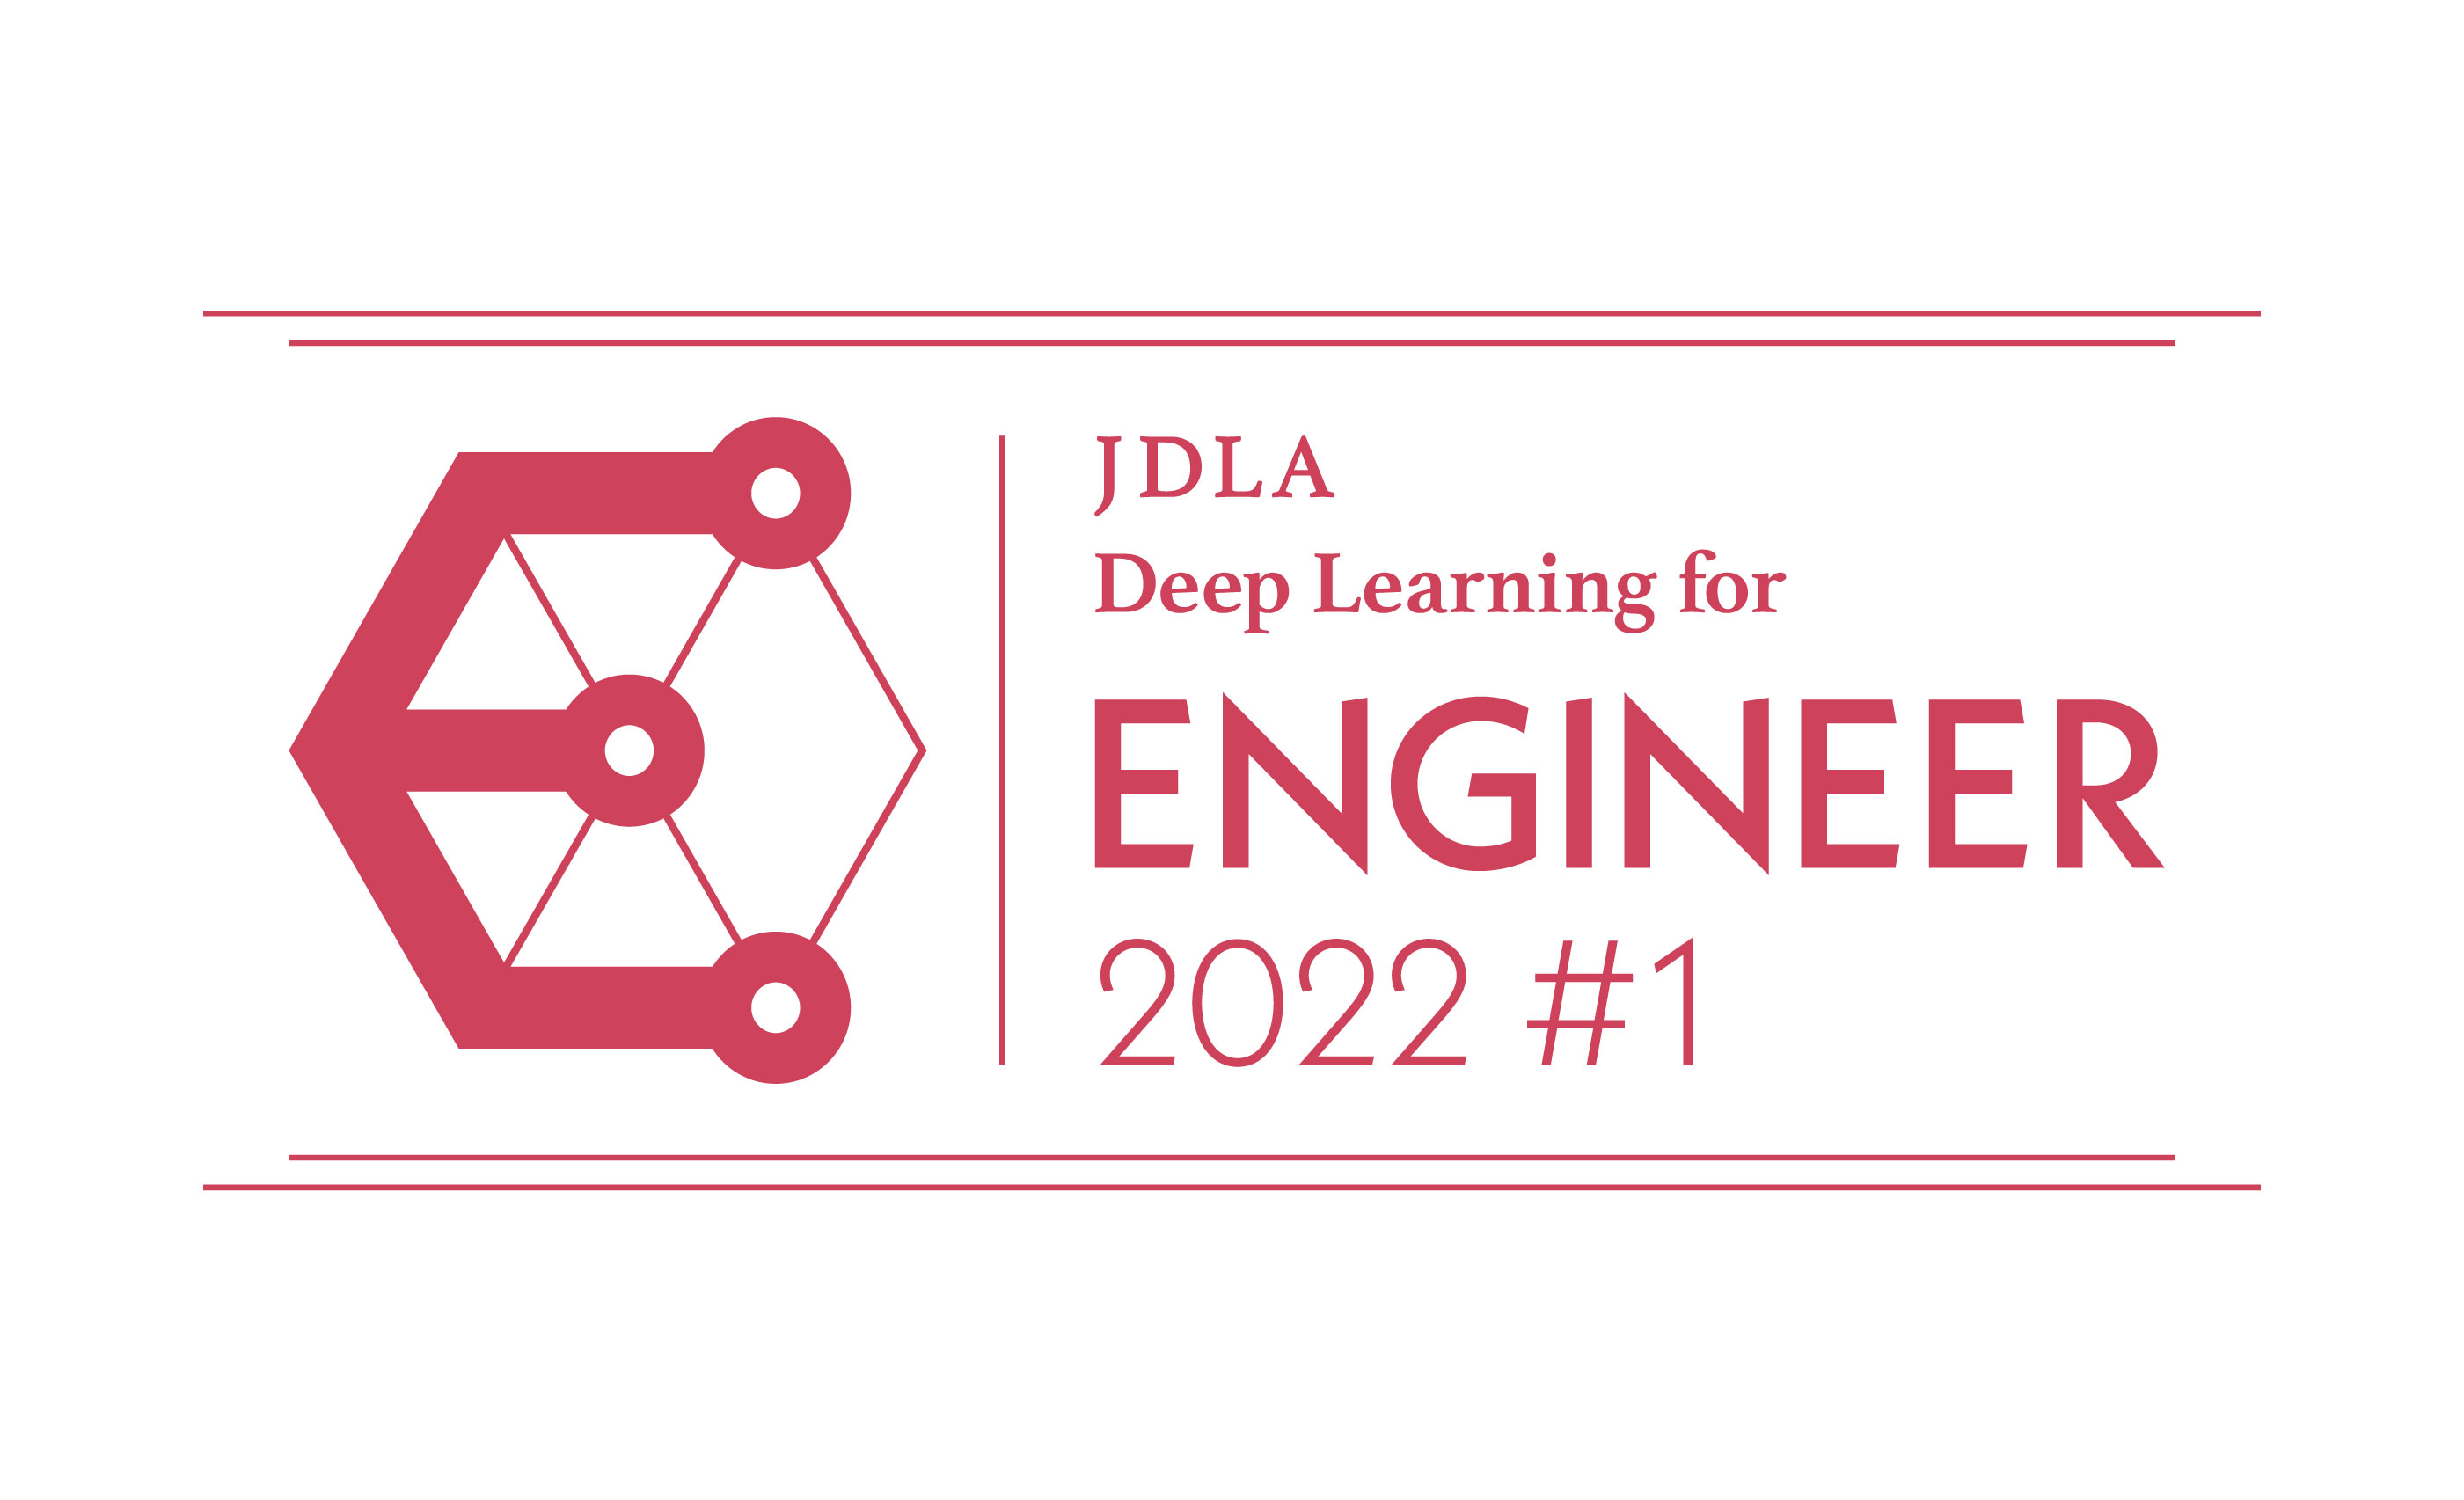 JDLA
Deep Learning for
ENGINEER
2022 #1